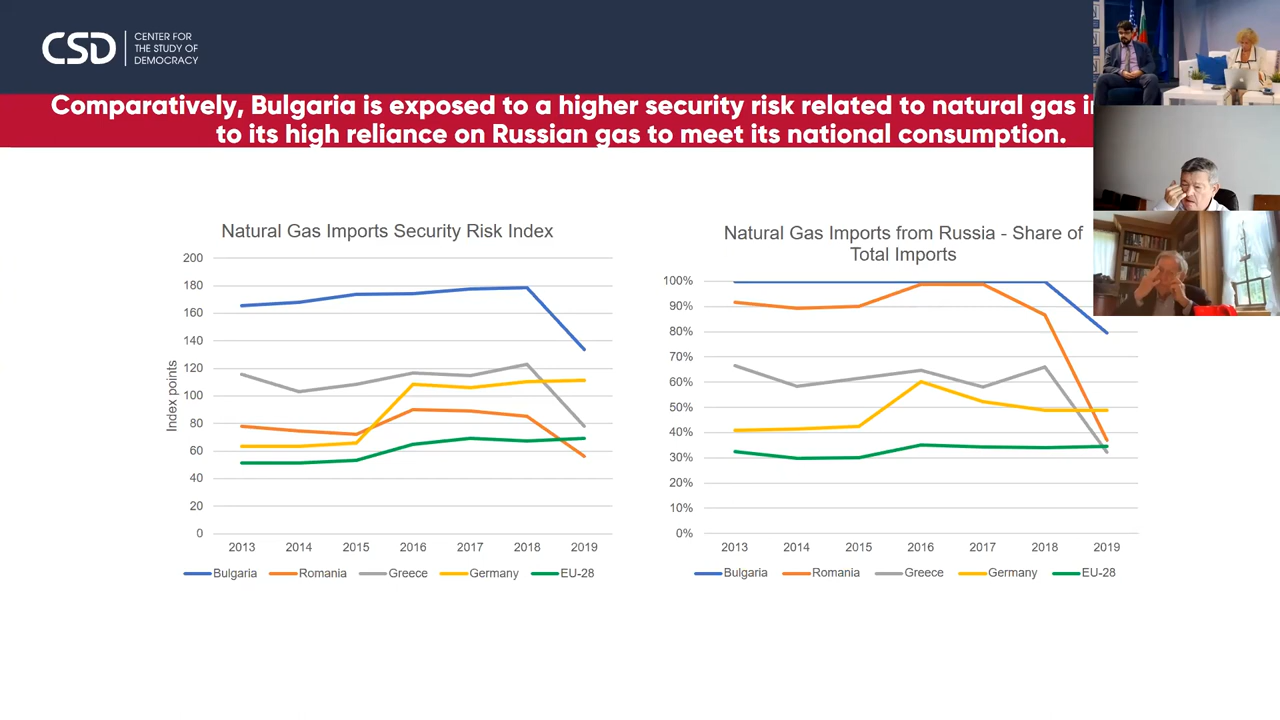 CSD
CENTER FOR
THE STUDY OF
DEMOCRACY
Comparatively, Bulgaria is exposed to a higher security risk related to natural gas
to its high reliance on Russian gas to meet its national consumption.
Natural Gas Imports Security Risk Index
200
180
160
140
120
100
80
60
40
20
0
Index points
2013 2014 2015 2016 2017 2018 2019
Bulgaria Romania Greece Germany EU-28
Natural Gas Imports from Russia - Share of
Total Imports
100%
90%
80%
70%
60%
50%
40%
30%
20%
10%
0%
2013 2014 2015 2016 2017 2018 2019
Bulgaria Romania Greece Germany EU-28